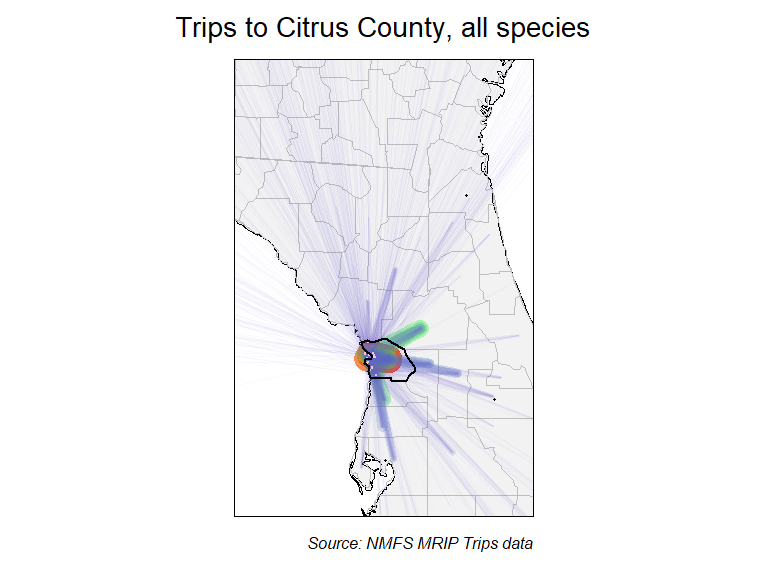 Trips to Citrus County, all species
Source: NMFS MRIP Trips data